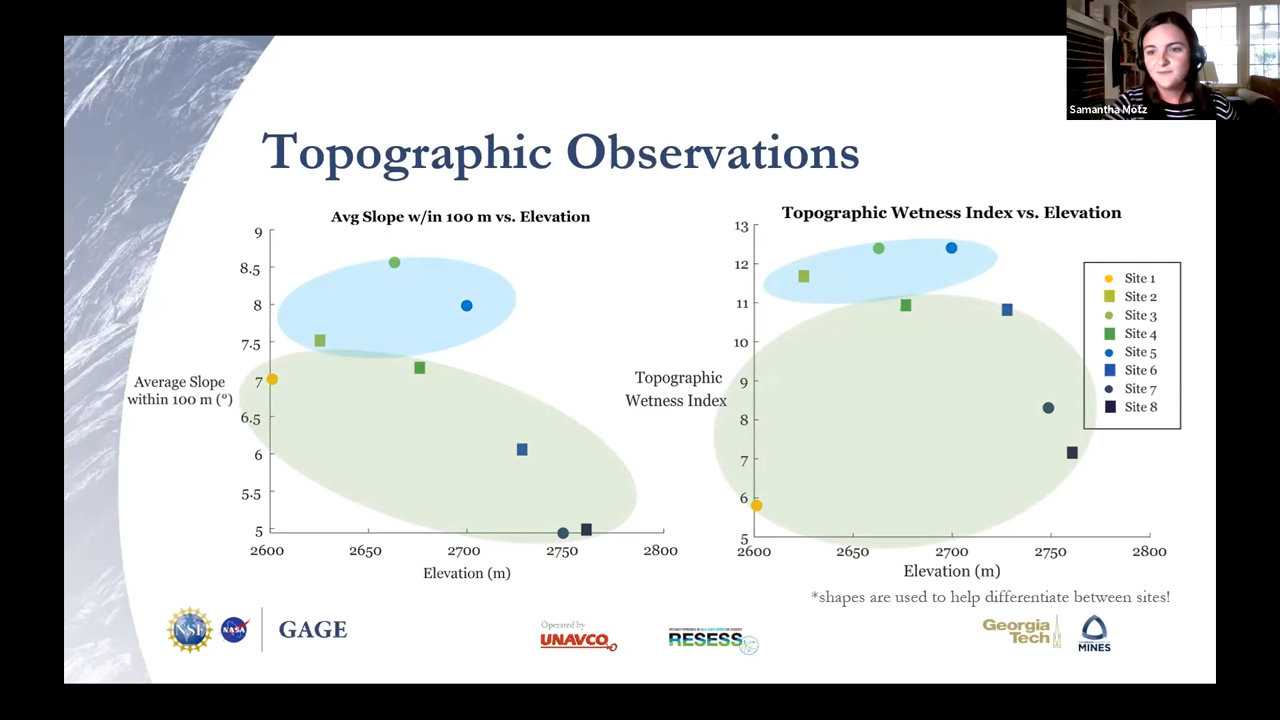 Samantha Motz
Topographic Observations
Avg Slope w/in 100 m vs. Elevation
9
8.5
8
7.5
7
6.5
6
5.5
5
Average Slope
within 100 m (°)
2600
2650
2700
2750
2800
Elevation (m)
Topographic Wetness Index vs. Elevation
13
12
11
10
9
8
7
6
5
Topographic
Wetness Index
2600
2650
2700
2750
2800
Elevation (m)
Site 1
Site 2
Site 3
Site 4
Site 5
Site 6
Site 7
Site 8
*shapes are used to help differentiate between sites!
NSF
NASA
GAGE
Operated by
UNAVCO
RESESS
Georgia
Tech
MINES